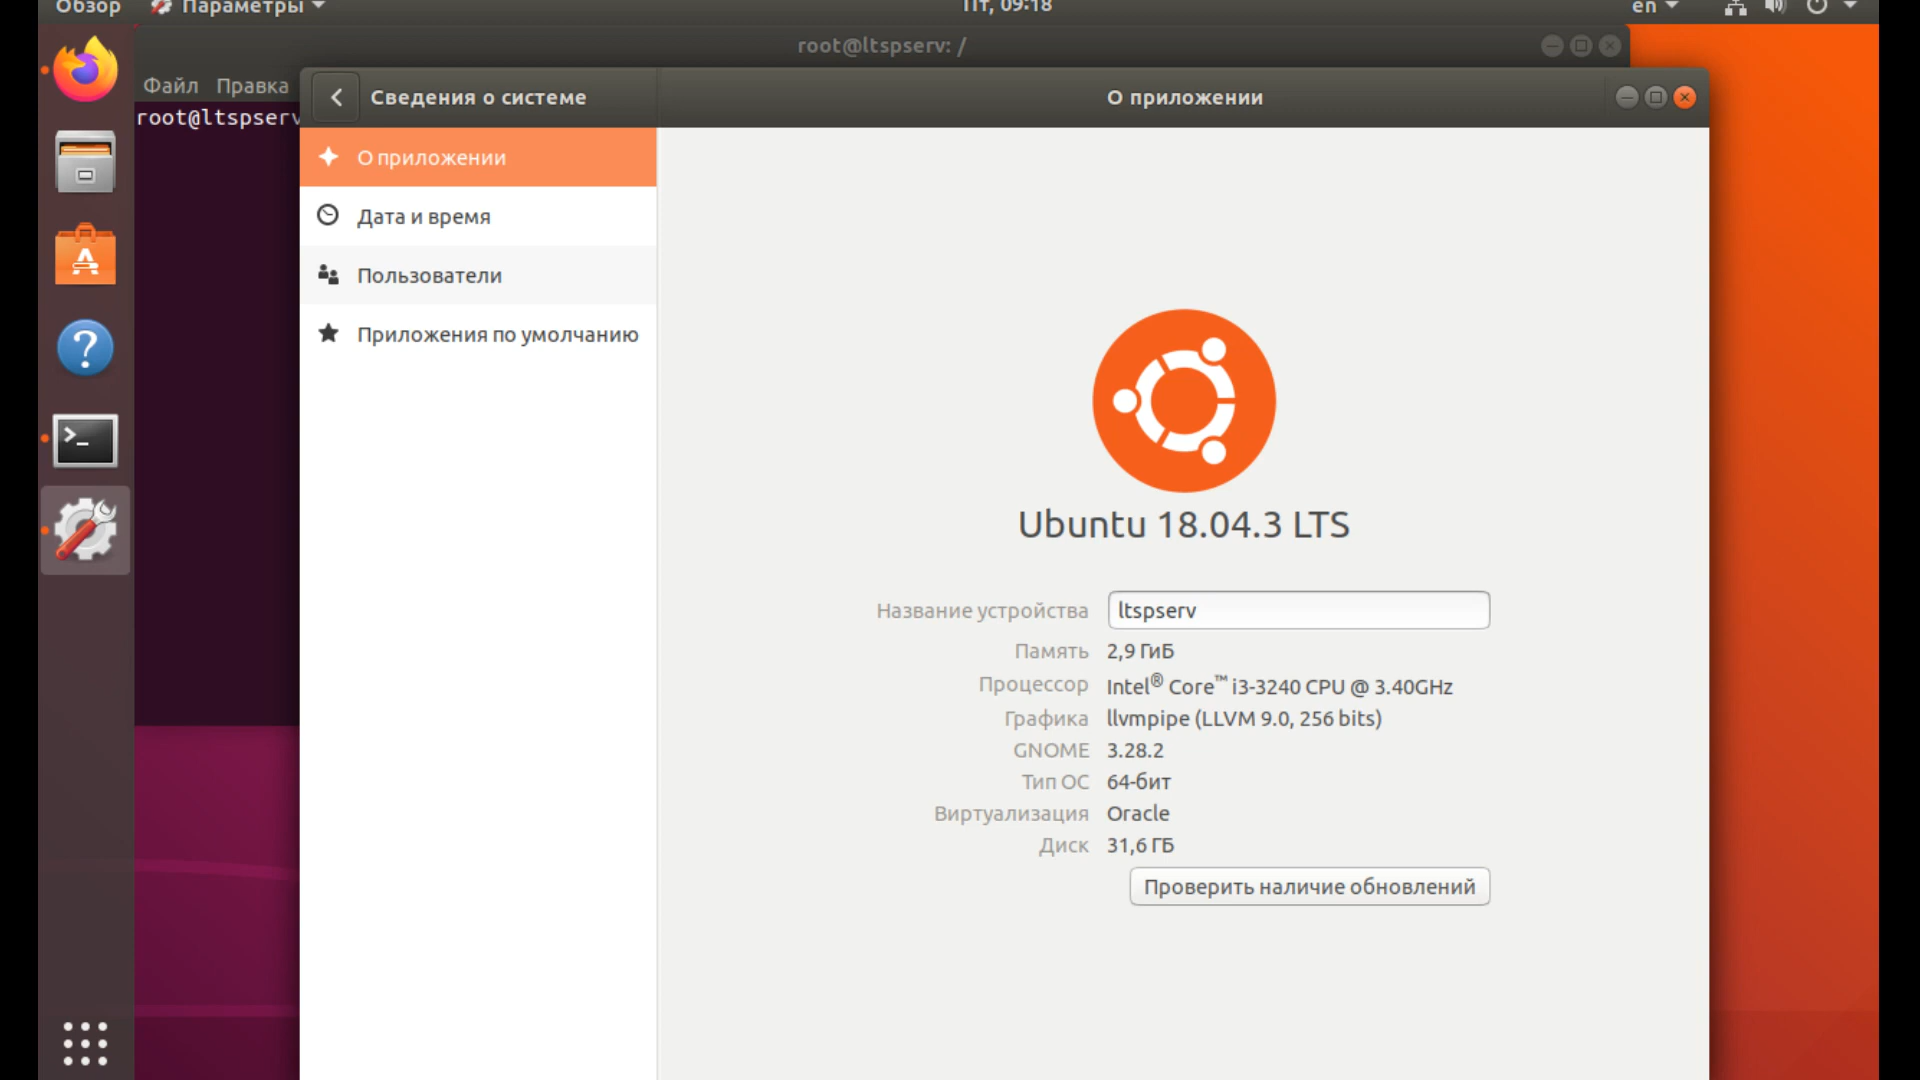 Обзор Параметры Пт, 09:18 en
root@ltspserv: /
Файл Правка
root@ltspserv
Сведения о системе О приложении
О приложении
Дата и время
Пользователи
Приложения по умолчанию
Ubuntu 18.04.3 LTS
Название устройства ltspserv
Память 2,9 ГиБ
Процессор Intel® Core™ i3-3240 CPU @ 3.40GHz
Графика llvmpipe (LLVM 9.0, 256 bits)
GNOME 3.28.2
Тип ОС 64-бит
Виртуализация Oracle
Диск 31,6 ГБ
Проверить наличие обновлений